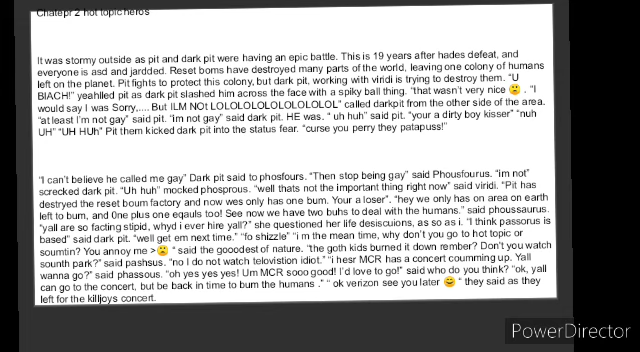 Chatepr 2 hot topic heros
It was stormy outside as pit and dark pit were having an epic battle. This is 19 years after hades defeat, and
everyone is asd and jardded. Reset boms have destroyed many parts of the world, leaving one colony of humans
left on the planet. Pit fights to protect this colony, but dark pit, working with viridi is trying to destroy them. "U
BIACH!" yeahlled pit as dark pit slashed him across the face with a spiky ball thing. "that wasn't very nice 😢 . "I
would say I was Sorry,.... But ILM NOt LOLOLOLOLOLOLOLOL" called darkpit from the other side of the area.
"at least I'm not gay" said pit. "im not gay" said dark pit. HE was. " uh huh" said pit. "your a dirty boy kisser" "nuh
UH" "UH HUh" Pit them kicked dark pit into the status fear. "curse you perry they patapuss!"
"I can't believe he called me gay" Dark pit said to phosfours. "Then stop being gay" said Phousfourus. "im not"
screcked dark pit. "Uh huh" mocked phosprous. "well thats not the important thing right now" said viridi. "Pit has
destryed the reset boum factory and now wes only has one bum. Your a loser". "hey we only has on area on earth
left to bum, and 0ne plus one eqauls too! See now we have two buhs to deal with the humans." said phoussaurus.
"yall are so facting stipid, whyd i ever hire yall?" she questioned her life desiscuions, as so as i. "I think passorus is
based" said dark pit. "well get em next time." "fo shizzle" "i m the mean time, why don't you go to hot topic or
soumtin? You annoy me >😢 " said the gooodest of nature. "the goth kids burned it down rember? Don't you watch
sounth park?" said pashsus. "no I do not watch telovistion idiot." "i hesr MCR has a concert coumming up. Yall
wanna go?" said phassous. "oh yes yes yes! Um MCR sooo good! I'd love to go!" said who do you think? "ok, yall
can go to the concert, but be back in time to bum the humans ." " ok verizon see you later 😊 " they said as they
left for the killjoys concert.
PowerDirector